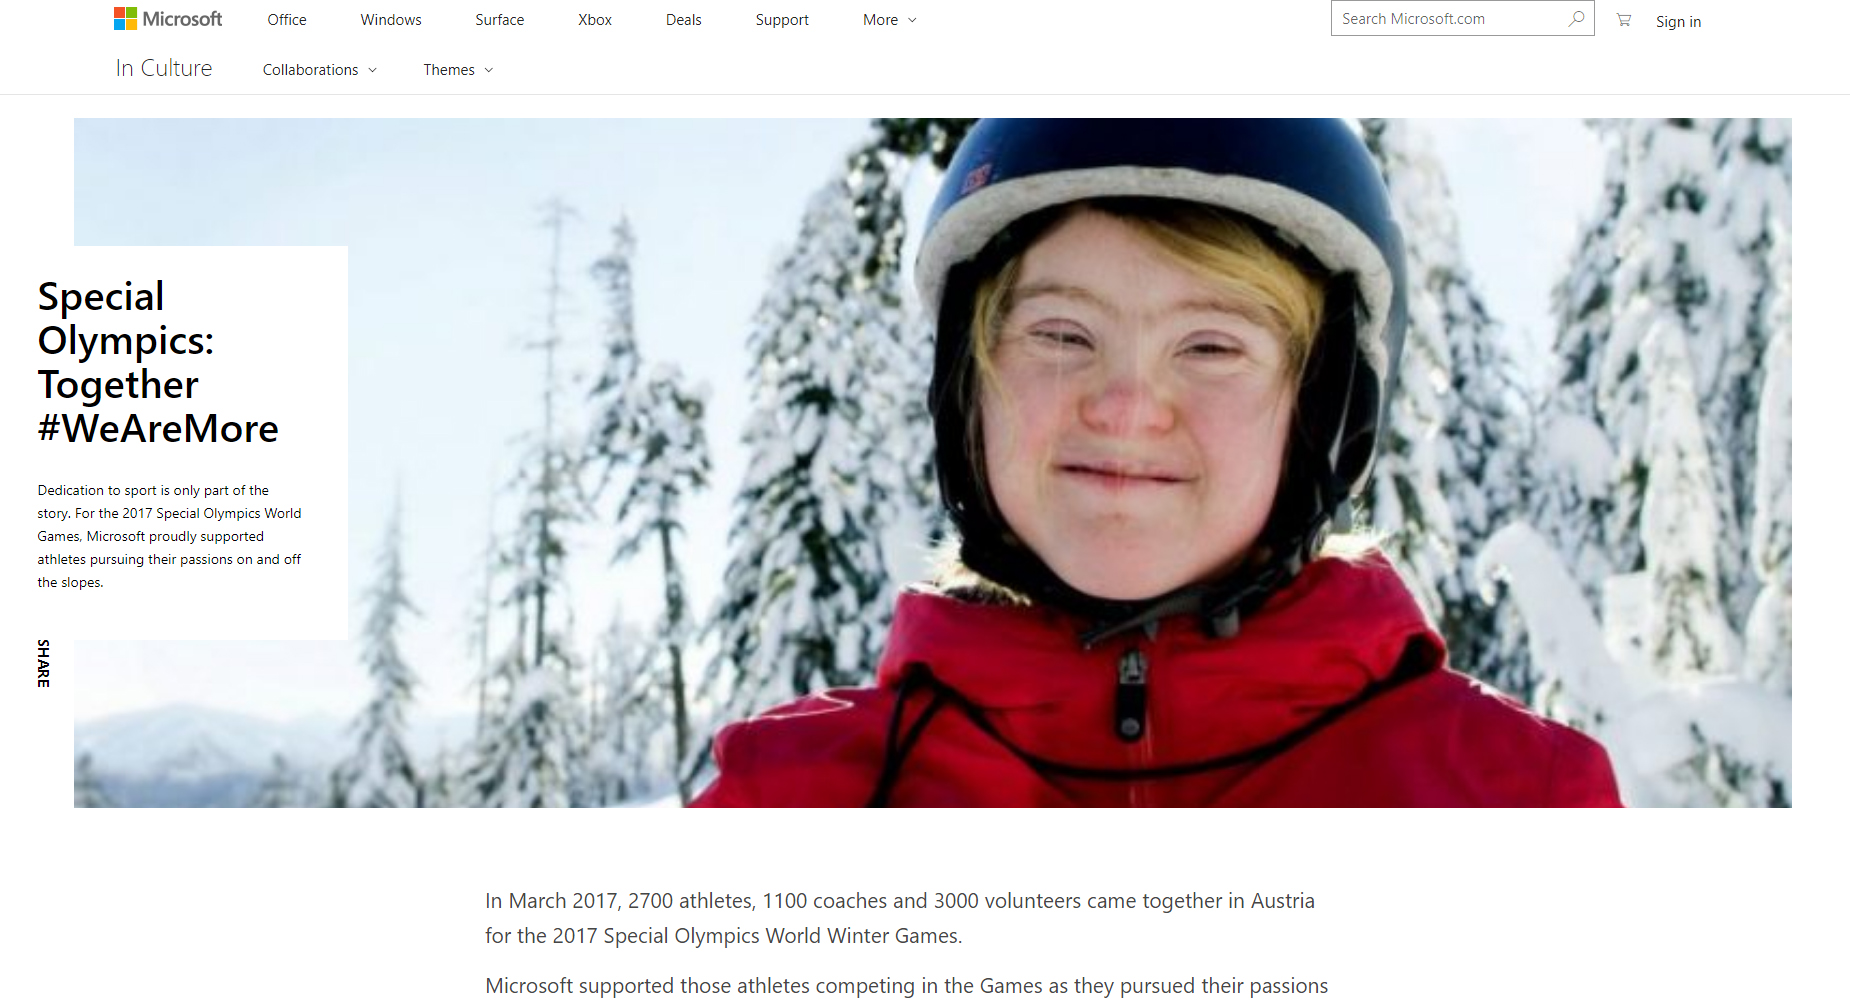 Microsoft
Office
Windows
Surface
Xbox
Deals
Support
More
Search Microsoft.com
Sign in
In Culture
Collaborations
Themes
Special
Olympics:
Together
#WeAreMore
Dedication to sport is only part of the
story. For the 2017 Special Olympics World
Games, Microsoft proudly supported
athletes pursuing their passions on and off
the slopes.
SHARE
In March 2017, 2700 athletes, 1100 coaches and 3000 volunteers came together in Austria
for the 2017 Special Olympics World Winter Games.
Microsoft supported those athletes competing in the Games as they pursued their passions